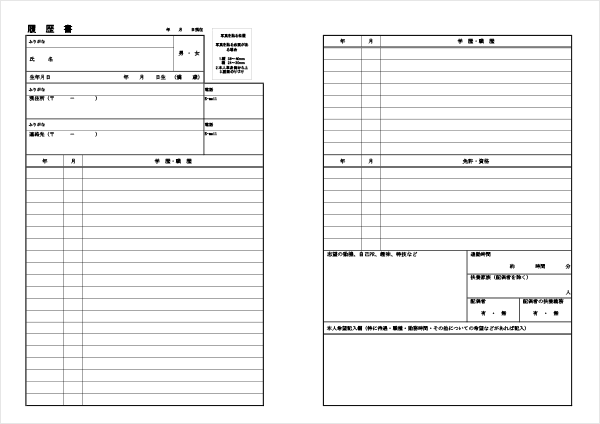 履 歴 書
年　月　日現在
写真を貼る位置
写真を貼る必要がある場合
1.縦 36～40mm
横 24～30mm
2.本人単身胸から上
3.裏面のりづけ
ふりがな
氏　名
男 ・ 女
生年月日　年　月　日生　(満　歳)
ふりがな
電話
現住所（〒　－　）
E-mail
ふりがな
電話
連絡先（〒　－　）
E-mail
年　月　学 歴・職 歴
年　月　学 歴・職 歴
年　月　免許・資格
志望の動機、自己PR、趣味、特技など
通勤時間
約　時間　分
扶養家族（配偶者を除く）
人
配偶者
有 ・ 無
配偶者の扶養義務
有 ・ 無
本人希望記入欄（特に待遇・職種・勤務時間・その他についての希望などがあれば記入）